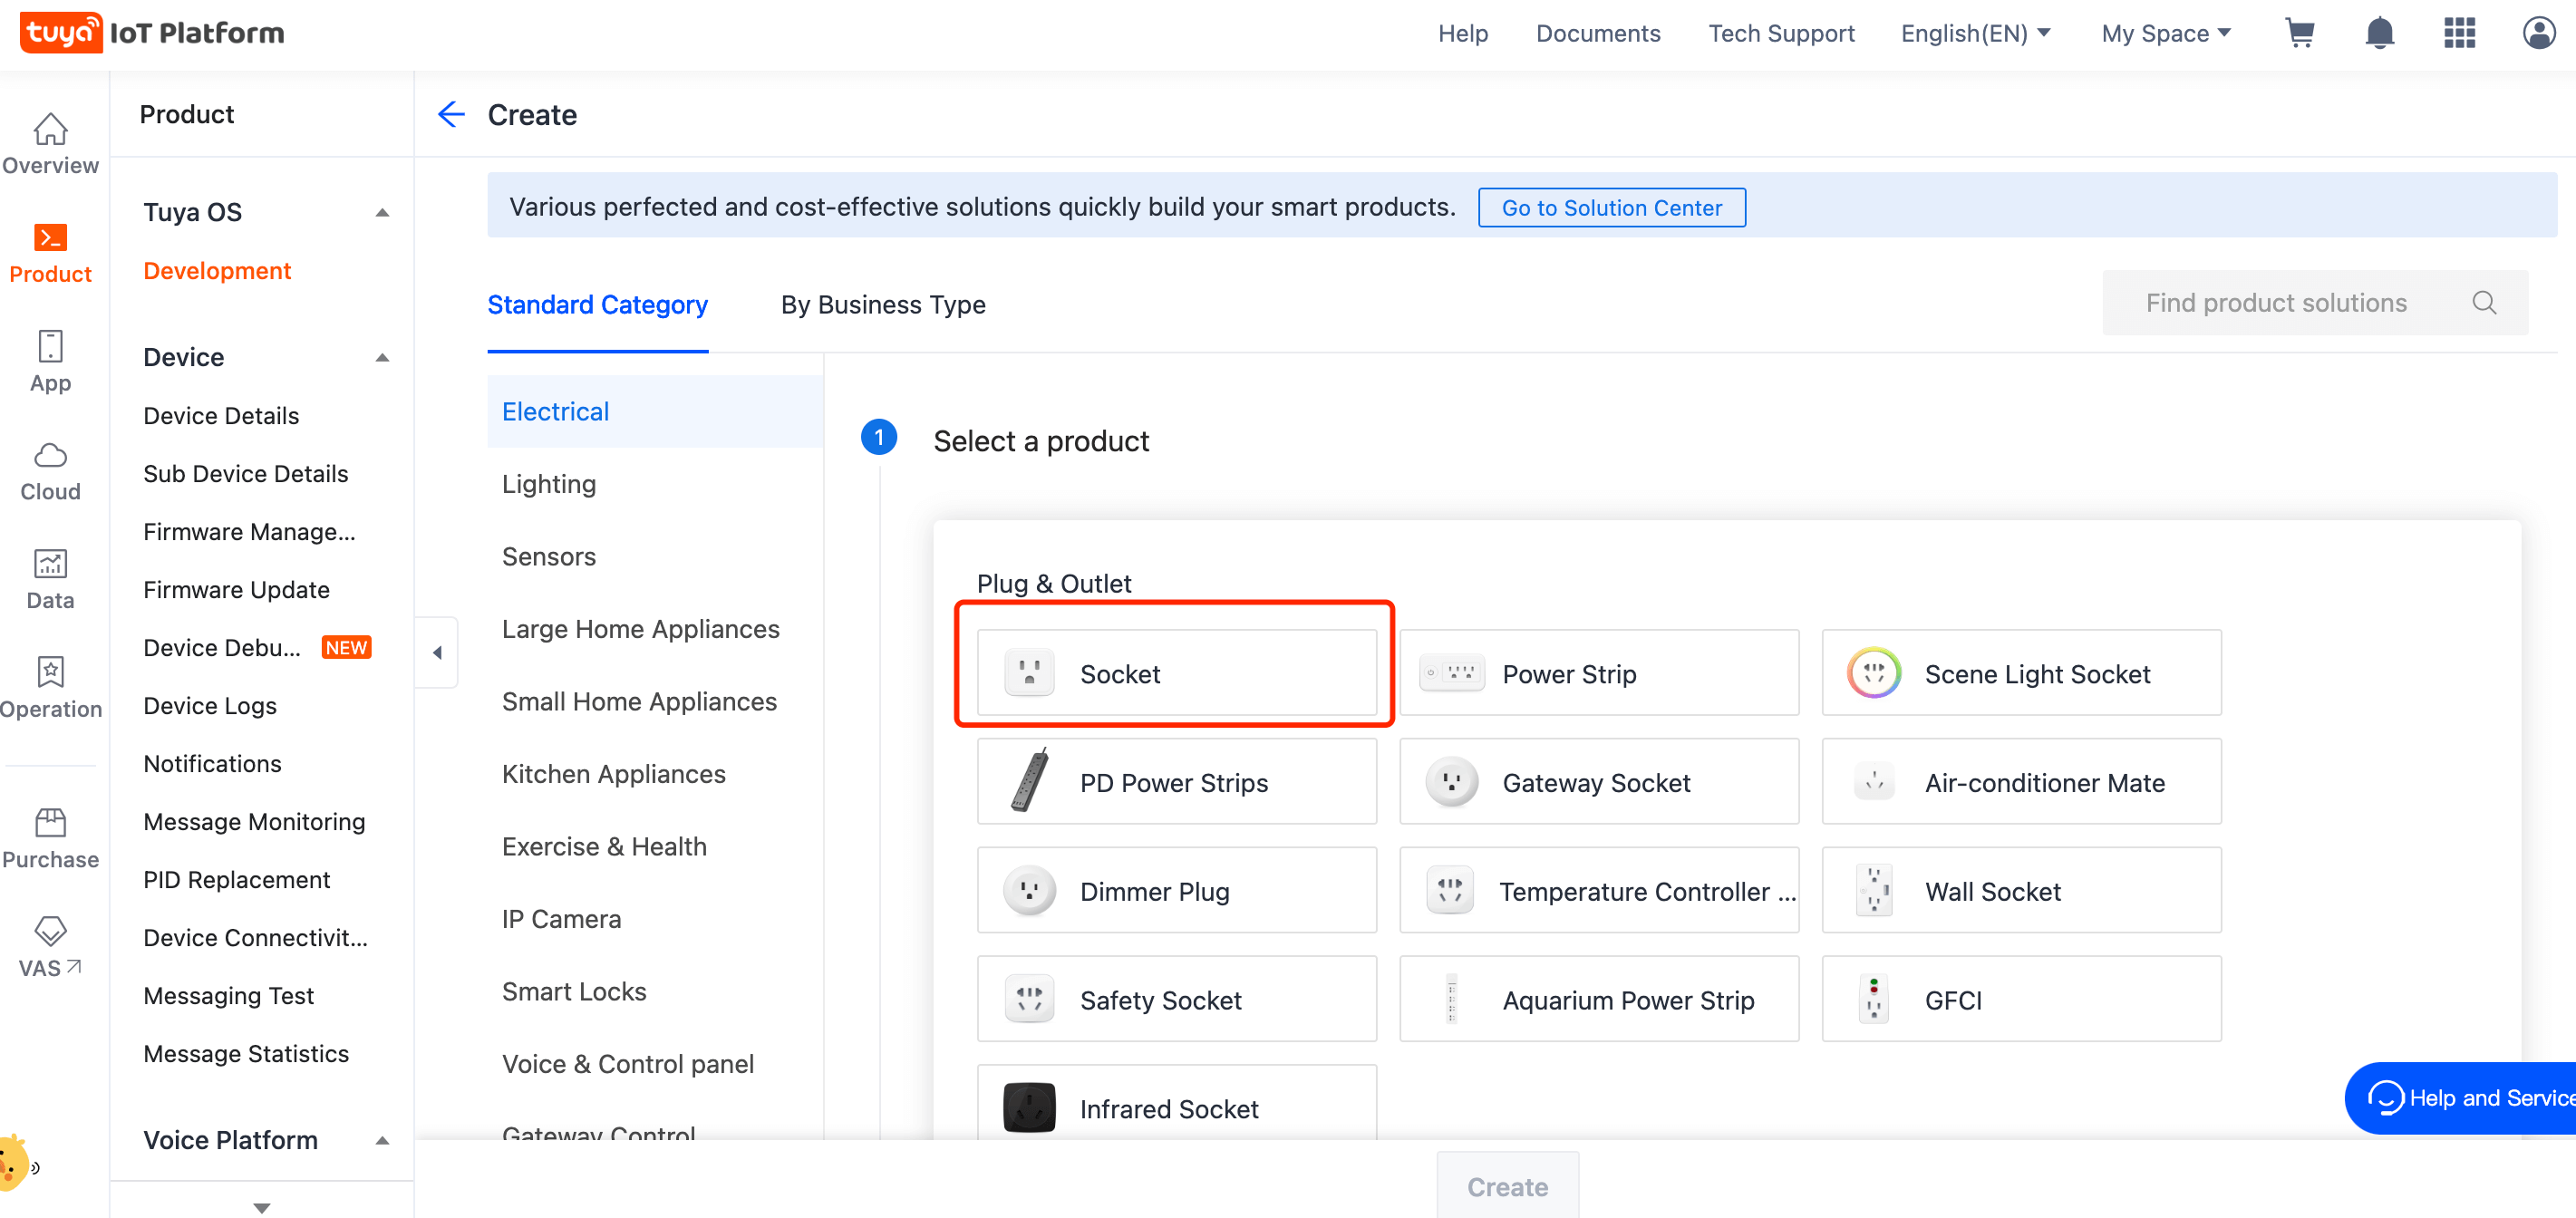 tuya IoT Platform
Help
Documents
Tech Support
English(EN)
My Space
Overview
Product
App
Cloud
Data
Operation
Purchase
VAS
Product
Tuya OS
Development
Device
Device Details
Sub Device Details
Firmware Manage...
Firmware Update
Device Debu... NEW
Device Logs
Notifications
Message Monitoring
PID Replacement
Device Connectivit...
Messaging Test
Message Statistics
Voice Platform
Create
Various perfected and cost-effective solutions quickly build your smart products. Go to Solution Center
Standard Category
By Business Type
Find product solutions
Electrical
Lighting
Sensors
Large Home Appliances
Small Home Appliances
Kitchen Appliances
Exercise & Health
IP Camera
Smart Locks
Voice & Control panel
Gateway Control
1 Select a product
Plug & Outlet
Socket
Power Strip
Scene Light Socket
PD Power Strips
Gateway Socket
Air-conditioner Mate
Dimmer Plug
Temperature Controller ...
Wall Socket
Safety Socket
Aquarium Power Strip
GFCI
Infrared Socket
Help and Service
Create